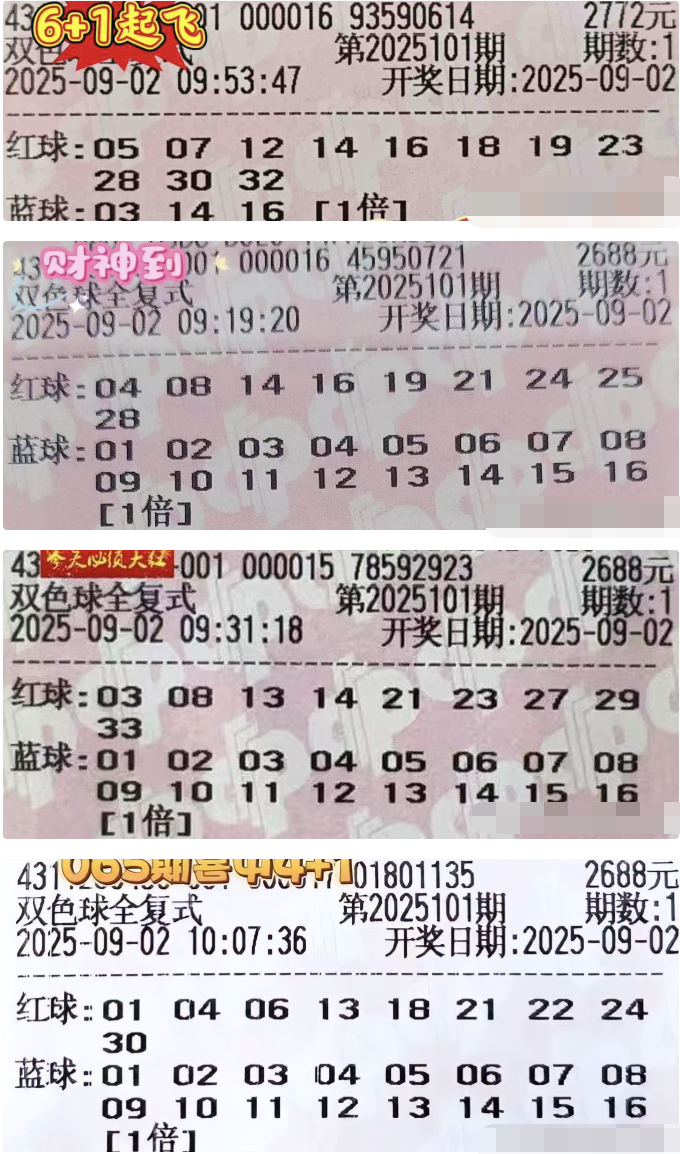 43 6+1起飞 01 000016 93590614 2772元
双 式 第2025101期 期数:1
2025-09-02 09:53:47 开奖日期:2025-09-02
红球:05 07 12 14 16 18 19 23
28 30 32
蓝球:03 14 16 [1倍]
43 财神到 001 000016 45950721 2688元
双色球全复式 第2025101期 期数:1
2025-09-02 09:19:20 开奖日期:2025-09-02
红球:04 08 14 16 19 21 24 25
28
蓝球:01 02 03 04 05 06 07 08
09 10 11 12 13 14 15 16
[1倍]
43 今天必须大红 -001 000015 78592923 2688元
双色球全复式 第2025101期 期数:1
2025-09-02 09:31:18 开奖日期:2025-09-02
红球:03 08 13 14 21 23 27 29
33
蓝球:01 02 03 04 05 06 07 08
09 10 11 12 13 14 15 16
[1倍]
431 065期喜中4+1 01801135 2688元
双色球全复式 第2025101期 期数:1
2025-09-02 10:07:36 开奖日期:2025-09-02
红球:01 04 06 13 18 21 22 24
30
蓝球:01 02 03 04 05 06 07 08
09 10 11 12 13 14 15 16
[1倍]